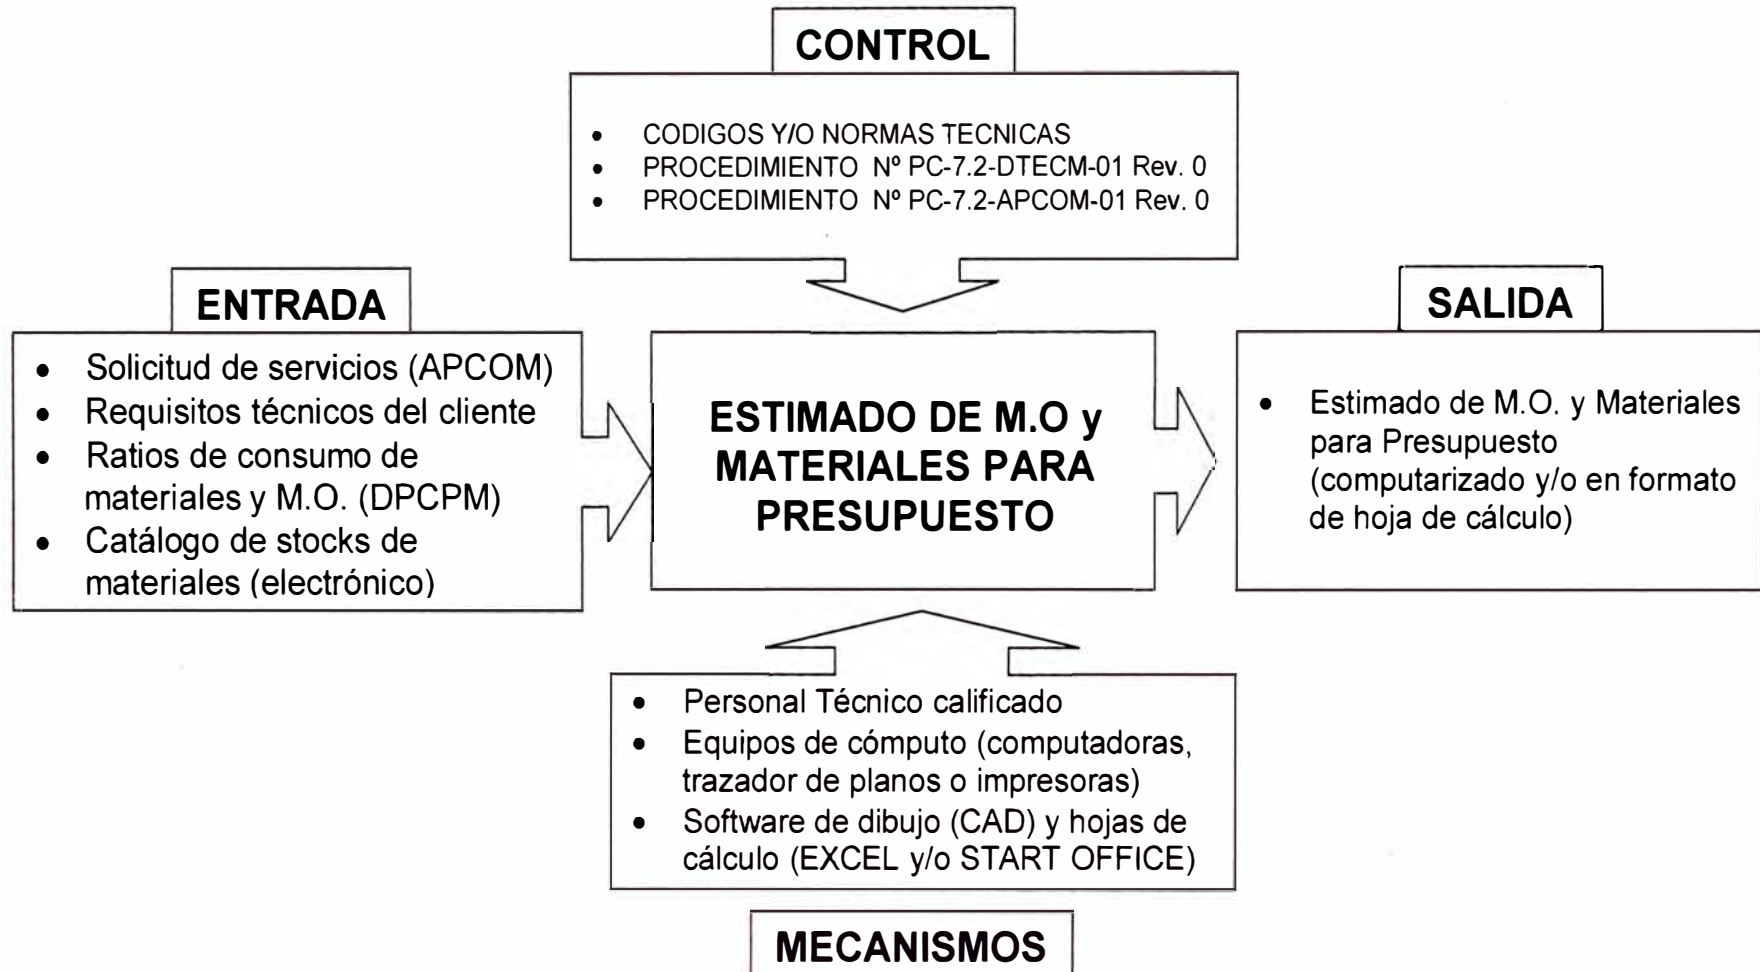 CONTROL
• CODIGOS Y/O NORMAS TECNICAS
• PROCEDIMIENTO Nº PC-7.2-DTECM-01 Rev. 0
• PROCEDIMIENTO Nº PC-7.2-APCOM-01 Rev. 0
ENTRADA
• Solicitud de servicios (APCOM)
• Requisitos técnicos del cliente
• Ratios de consumo de
materiales y M.O. (DPCPM)
• Catálogo de stocks de
materiales (electrónico)
ESTIMADO DE M.O y
MATERIALES PARA
PRESUPUESTO
SALIDA
• Estimado de M.O. y Materiales
para Presupuesto
(computarizado y/o en formato
de hoja de cálculo)
• Personal Técnico calificado
• Equipos de cómputo (computadoras,
trazador de planos o impresoras)
• Software de dibujo (CAD) y hojas de
cálculo (EXCEL y/o START OFFICE)
MECANISMOS